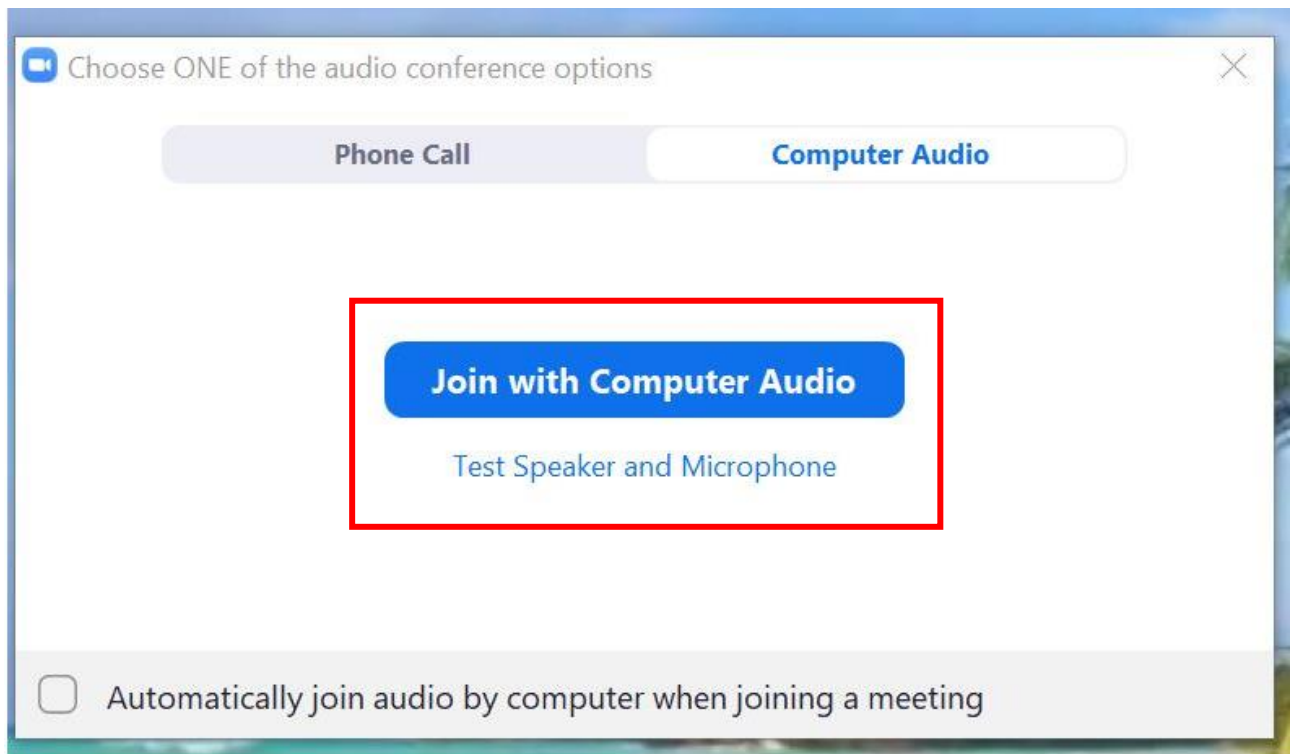 Choose ONE of the audio conference options
Phone Call
Computer Audio
Join with Computer Audio
Test Speaker and Microphone
Automatically join audio by computer when joining a meeting